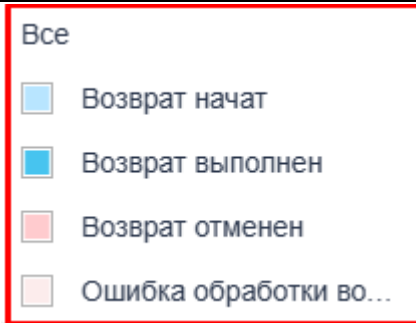 Все
Возврат начат
Возврат выполнен
Возврат отменен
Ошибка обработки во...